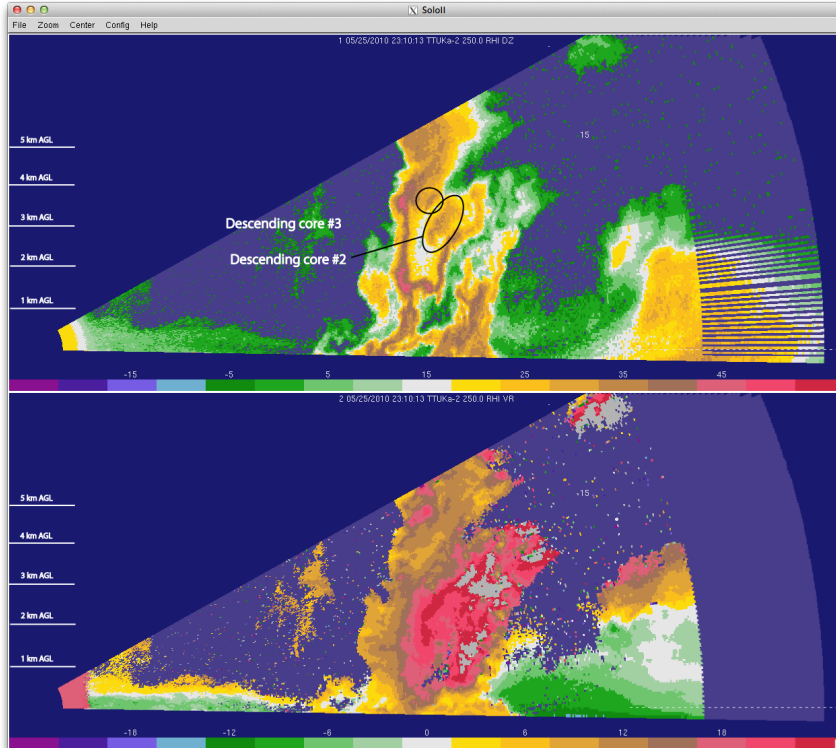 SoloII
File Zoom Center Config Help
1 05/25/2010 23:10:13 TTUKa-2 250.0 RHI DZ
15
5 km AGL
4 km AGL
3 km AGL
Descending core #3
Descending core #2
2 km AGL
1 km AGL
-15 -5 5 15 25 35 45
2 05/25/2010 23:10:13 TTUKa-2 250.0 RHI VR
15
5 km AGL
4 km AGL
3 km AGL
2 km AGL
1 km AGL
-18 -12 -6 0 6 12 18